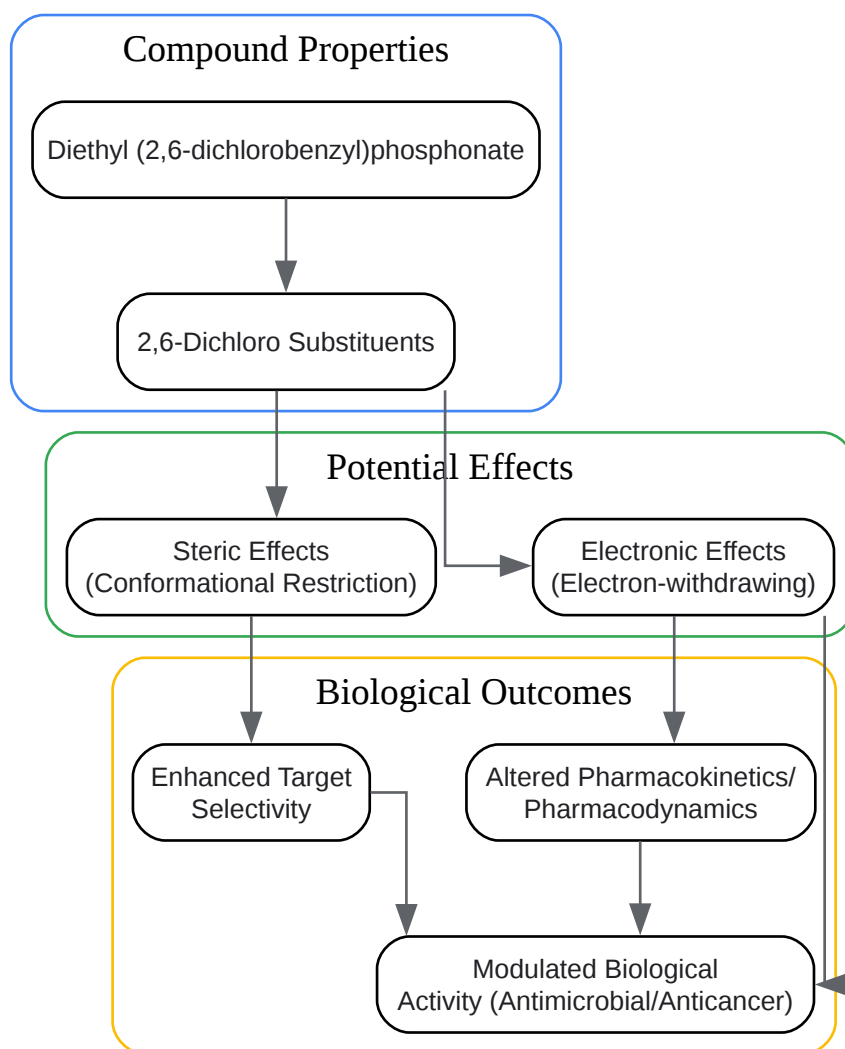 Compound Properties
Diethyl (2,6-dichlorobenzyl)phosphonate
2,6-Dichloro Substituents
Potential Effects
Steric Effects
(Conformational Restriction)
Electronic Effects
(Electron-withdrawing)
Biological Outcomes
Enhanced Target
Selectivity
Altered Pharmacokinetics/
Pharmacodynamics
Modulated Biological
Activity (Antimicrobial/Anticancer)